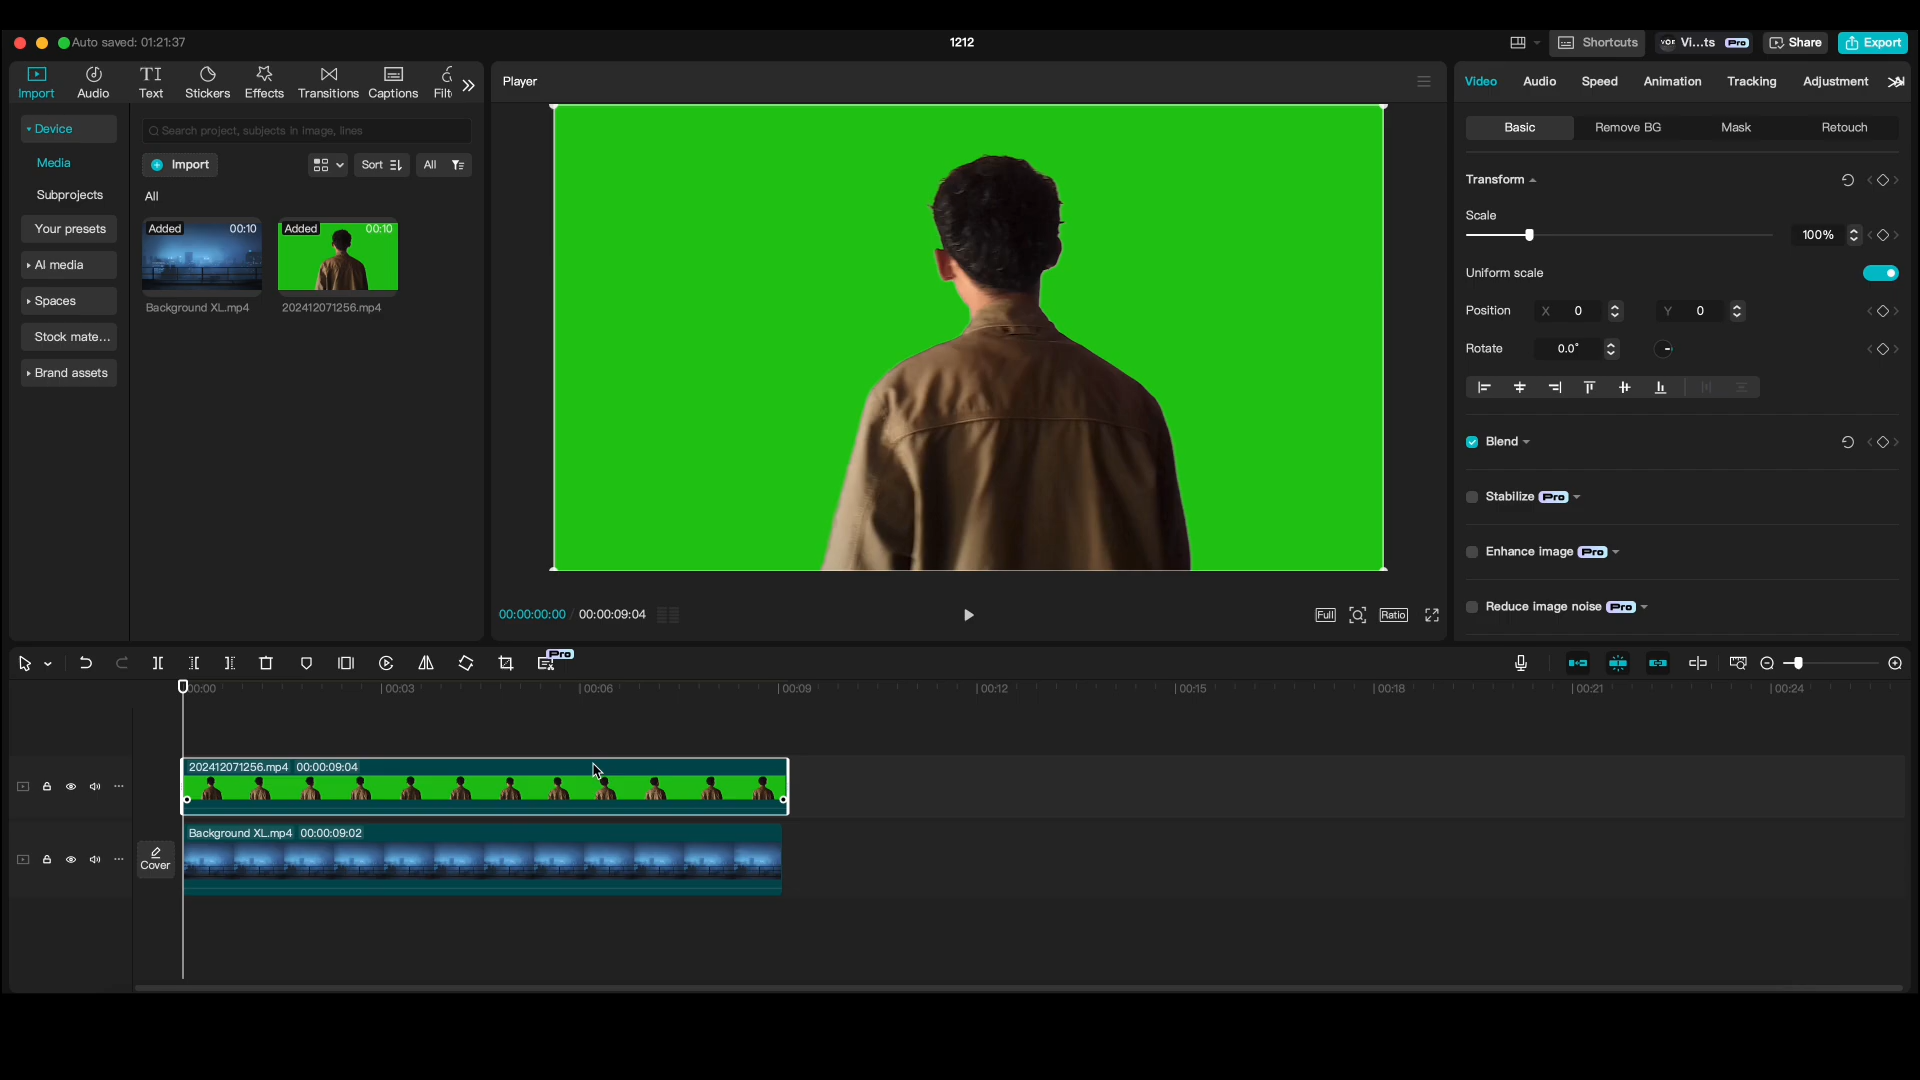 Auto saved: 01:21:37
1212
Shortcuts
Vi...ts
Pro
Share
Export
Import
Audio
Text
Stickers
Effects
Transitions
Captions
Filt
Device
Media
Subprojects
Your presets
AI media
Spaces
Stock mate...
Brand assets
Search project, subjects in image, lines
Import
Sort
All
All
Added
00:10
Background XL.mp4
Added
00:10
202412071256.mp4
Player
00:00:00:00 / 00:00:09:04
Full
Ratio
Video
Audio
Speed
Animation
Tracking
Adjustment
Basic
Remove BG
Mask
Retouch
Transform
Scale
100%
Uniform scale
Position
X 0
Y 0
Rotate
0.0°
Blend
Stabilize Pro
Enhance image Pro
Reduce image noise Pro
Pro
00:00
00:03
00:06
00:09
00:12
00:15
00:18
00:21
00:24
202412071256.mp4 00:00:09:04
Cover
Background XL.mp4 00:00:09:02